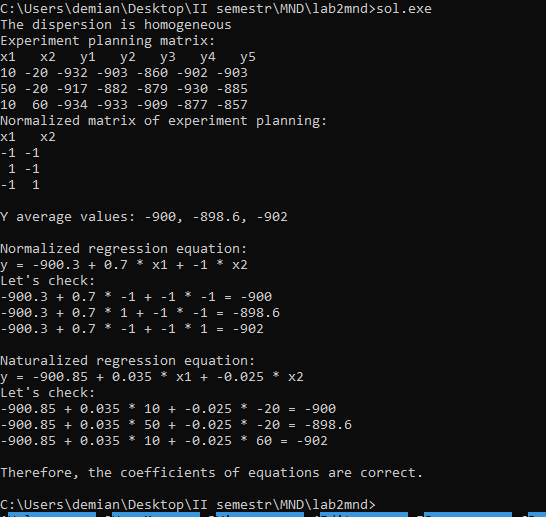 C:\Users\demian\Desktop\II semestr\MND\lab2mnd>sol.exe
The dispersion is homogeneous
Experiment planning matrix:
x1   x2   y1   y2   y3   y4   y5
10 -20 -932 -903 -860 -902 -903
50 -20 -917 -882 -879 -930 -885
10  60 -934 -933 -909 -877 -857
Normalized matrix of experiment planning:
x1   x2
-1 -1
 1 -1
-1  1
Y average values: -900, -898.6, -902
Normalized regression equation:
y = -900.3 + 0.7 * x1 + -1 * x2
Let's check:
-900.3 + 0.7 * -1 + -1 * -1 = -900
-900.3 + 0.7 * 1 + -1 * -1 = -898.6
-900.3 + 0.7 * -1 + -1 * 1 = -902
Naturalized regression equation:
y = -900.85 + 0.035 * x1 + -0.025 * x2
Let's check:
-900.85 + 0.035 * 10 + -0.025 * -20 = -900
-900.85 + 0.035 * 50 + -0.025 * -20 = -898.6
-900.85 + 0.035 * 10 + -0.025 * 60 = -902
Therefore, the coefficients of equations are correct.
C:\Users\demian\Desktop\II semestr\MND\lab2mnd>